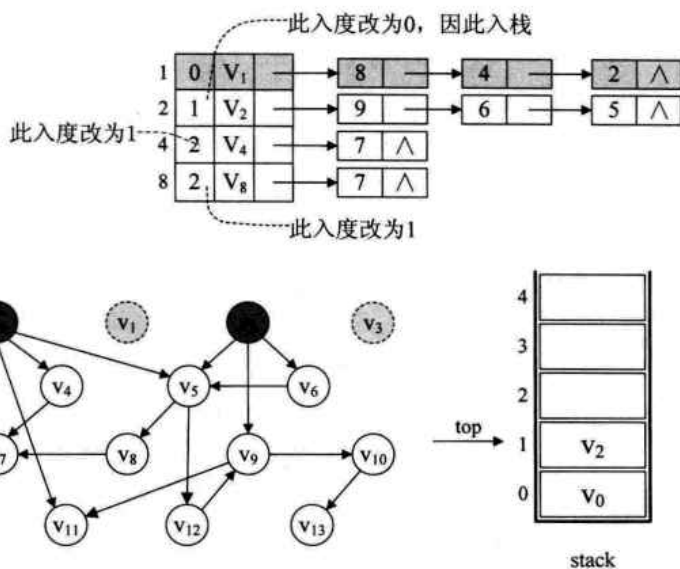 此入度改为0，因此入栈
1 0 V₁ 8 4 2 ∧
2 1 V₂ 9 6 5 ∧
此入度改为1
4 2 V₄ 7 ∧
8 2 V₈ 7 ∧
此入度改为1
4
v₁ v₃
3
v₄ v₅ v₆
2
top
7 v₈ v₉ v₁₀
1 v₂
0 v₀
v₁₁ v₁₂ v₁₃
stack